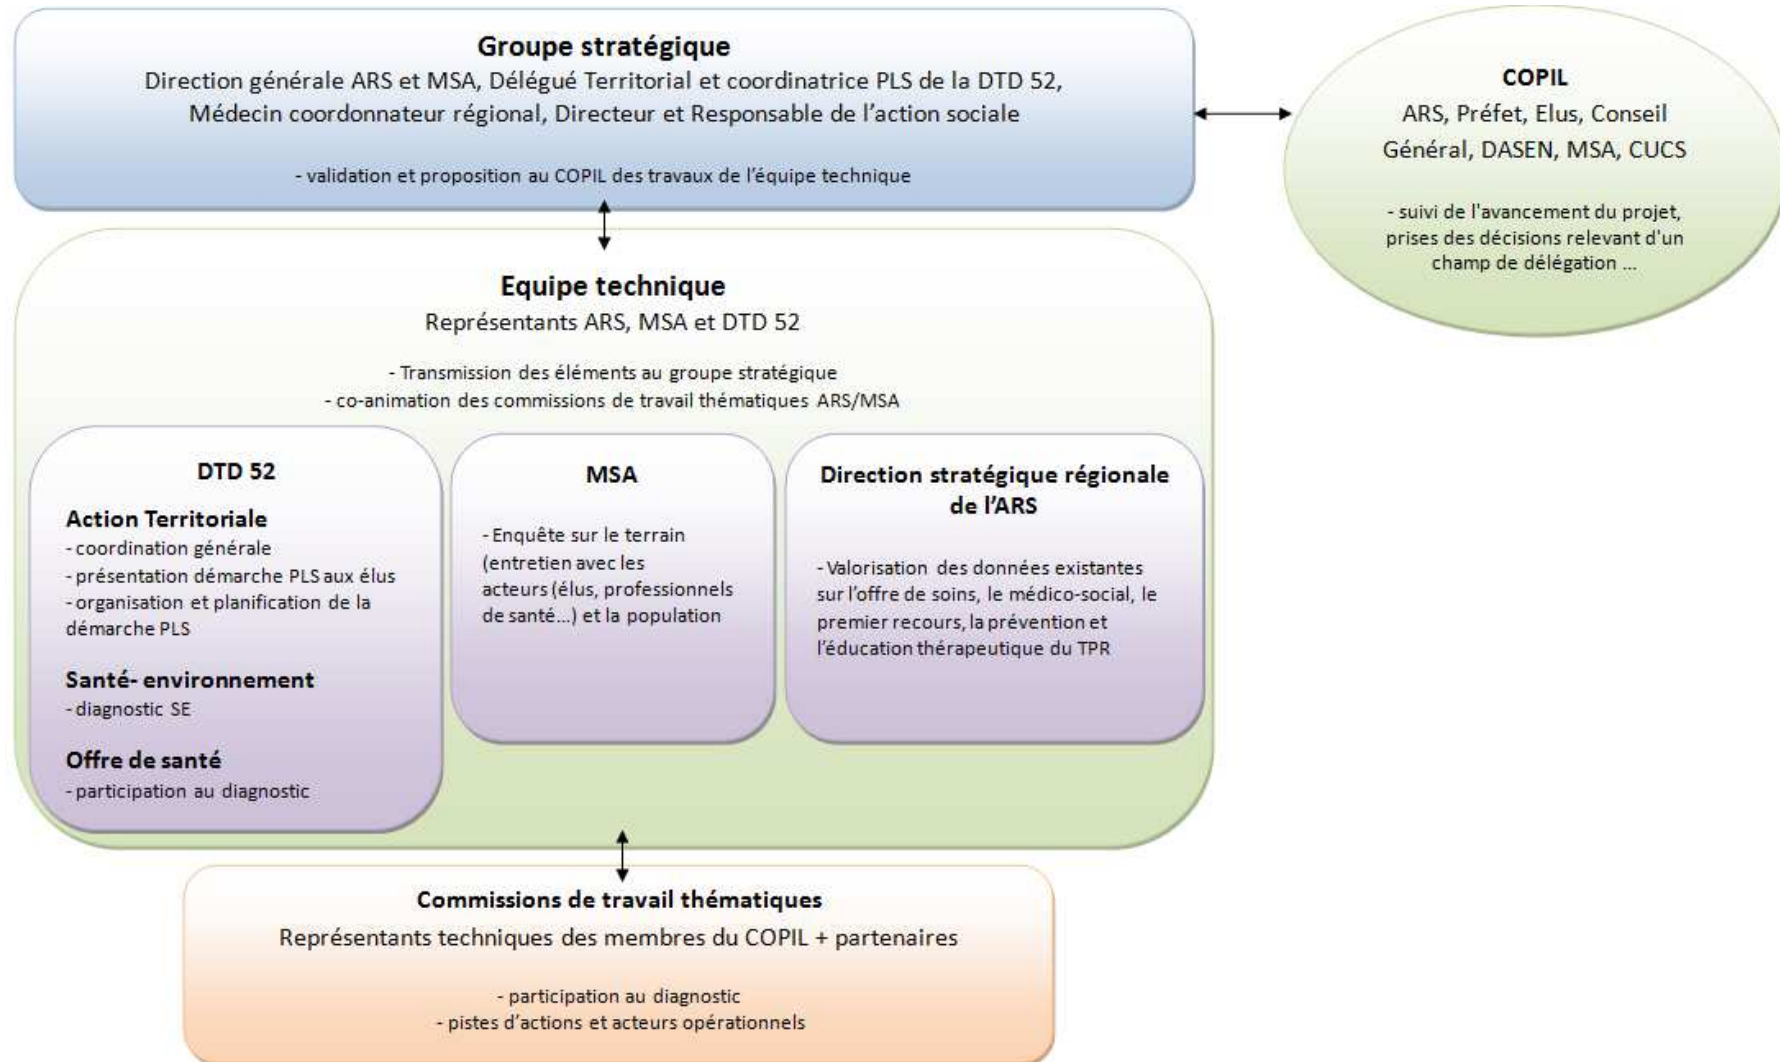 Groupe stratégique
Direction générale ARS et MSA, Délégué Territorial et coordinatrice PLS de la DTD 52,
Médecin coordonnateur régional, Directeur et Responsable de l'action sociale
- validation et proposition au COPIL des travaux de l'équipe technique
COPIL
ARS, Préfet, Elus, Conseil
Général, DASEN, MSA, CUCS
- suivi de l'avancement du projet,
prises des décisions relevant d'un
champ de délégation ...
Equipe technique
Représentants ARS, MSA et DTD 52
- Transmission des éléments au groupe stratégique
- co-animation des commissions de travail thématiques ARS/MSA
DTD 52
Action Territoriale
- coordination générale
- présentation démarche PLS aux élus
- organisation et planification de la
démarche PLS
Santé- environnement
- diagnostic SE
Offre de santé
- participation au diagnostic
MSA
- Enquête sur le terrain
(entretien avec les
acteurs (élus, professionnels
de santé...) et la population
Direction stratégique régionale
de l'ARS
- Valorisation des données existantes
sur l'offre de soins, le médico-social, le
premier recours, la prévention et
l'éducation thérapeutique du TPR
Commissions de travail thématiques
Représentants techniques des membres du COPIL + partenaires
- participation au diagnostic
- pistes d'actions et acteurs opérationnels